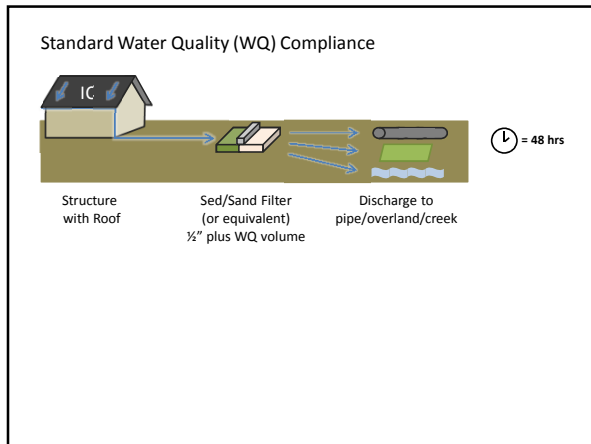 Standard Water Quality (WQ) Compliance
IC
= 48 hrs
Structure
with Roof
Sed/Sand Filter
(or equivalent)
½” plus WQ volume
Discharge to
pipe/overland/creek